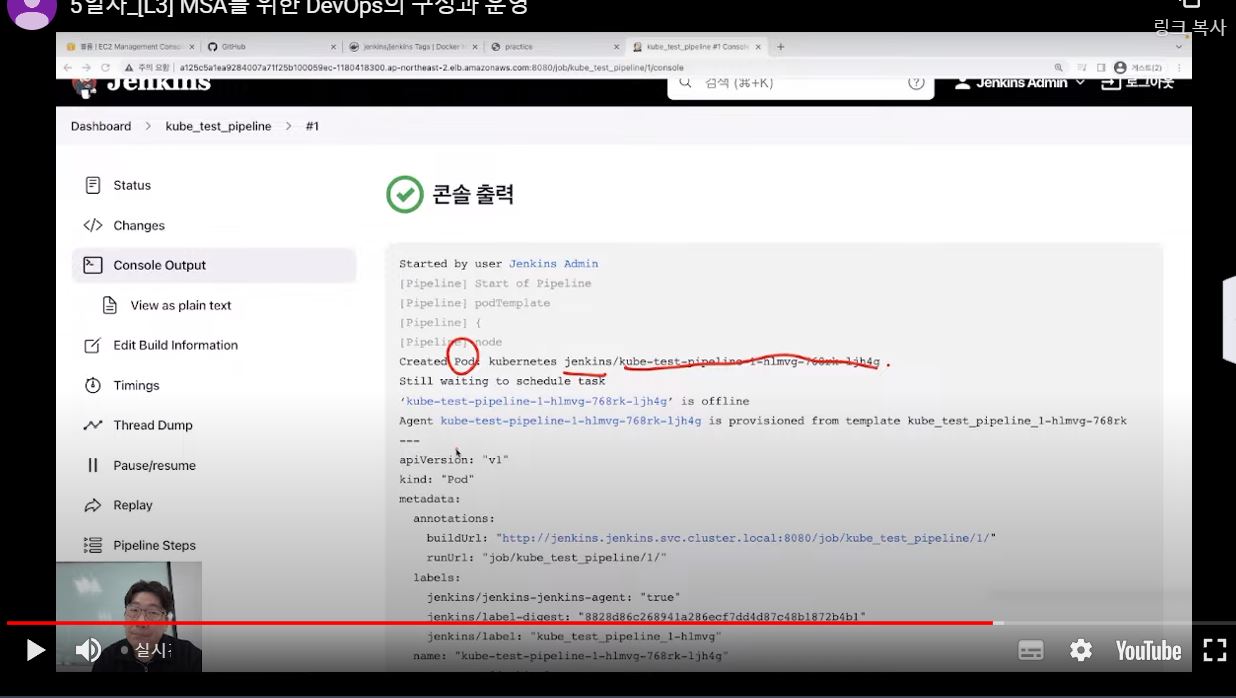 5일차_[L3] MSA를 위한 DevOps의 구성과 운영
링크 복사
GitHub
jenkins/jenkins Tags | Docker
practice
kube_test_pipeline #1 Console
주의 요함 | a125c5a1ea9284007a71f25b100059ec-1180418300.ap-northeast-2.elb.amazonaws.com:8080/job/kube_test_pipeline/1/console
게스트(2)
Jenkins
검색 (⌘+K)
Jenkins Admin
로그아웃
Dashboard > kube_test_pipeline > #1
Status
Changes
Console Output
View as plain text
Edit Build Information
Timings
Thread Dump
Pause/resume
Replay
Pipeline Steps
콘솔 출력
Started by user Jenkins Admin
[Pipeline] Start of Pipeline
[Pipeline] podTemplate
[Pipeline] {
[Pipeline] node
Created Pod: kubernetes jenkins/kube-test-pipeline-1-hlmvg-768rk-ljh4g
Still waiting to schedule task
‘kube-test-pipeline-1-hlmvg-768rk-ljh4g’ is offline
Agent kube-test-pipeline-1-hlmvg-768rk-ljh4g is provisioned from template kube_test_pipeline_1-hlmvg-768rk
---
apiVersion: "v1"
kind: "Pod"
metadata:
annotations:
buildUrl: "http://jenkins.jenkins.svc.cluster.local:8080/job/kube_test_pipeline/1/"
runUrl: "job/kube_test_pipeline/1/"
labels:
jenkins/jenkins-jenkins-agent: "true"
jenkins/label-digest: "8828d86c268941a286ecf7dd4d87c48b1872b4b1"
jenkins/label: "kube_test_pipeline_1-hlmvg"
name: "kube-test-pipeline-1-hlmvg-768rk-ljh4g"
YouTube